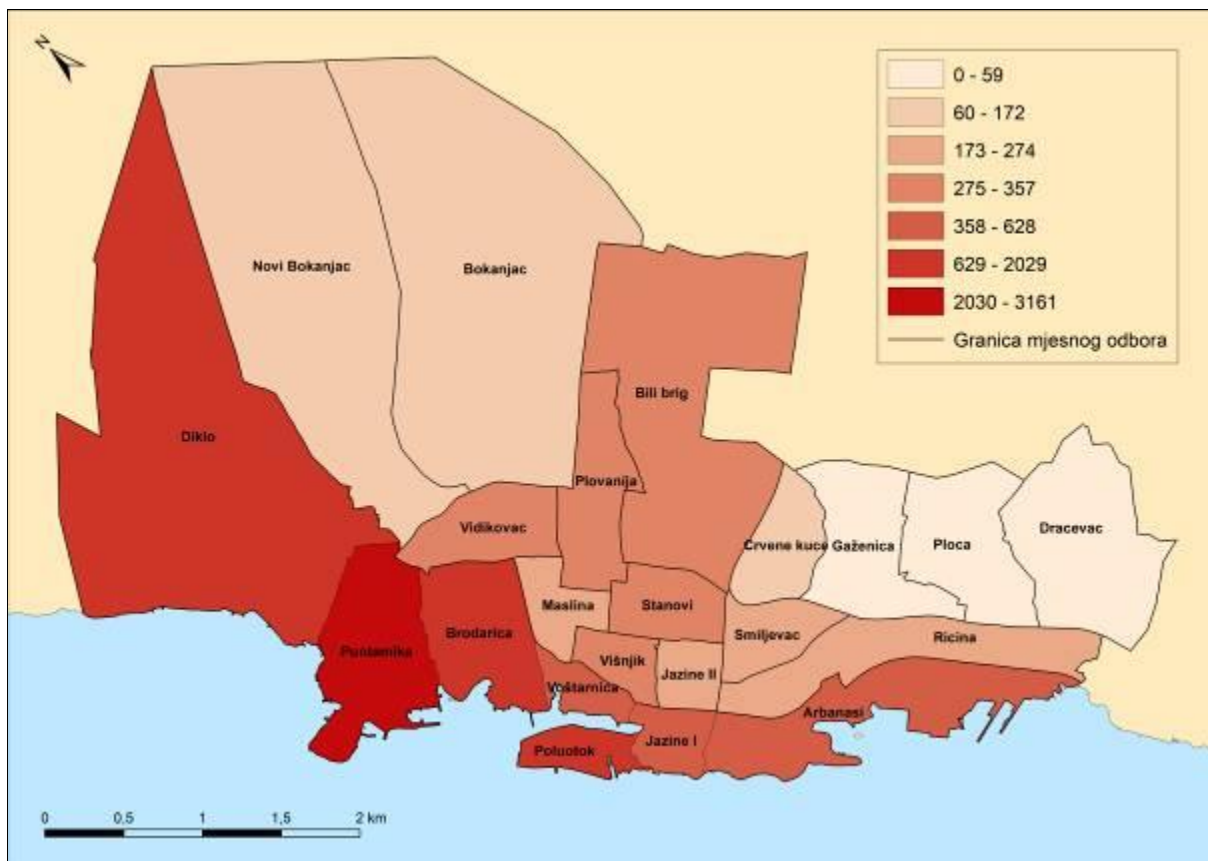 N
0 - 59
60 - 172
173 - 274
275 - 357
358 - 628
629 - 2029
2030 - 3161
Granica mjesnog odbora
Novi Bokanjac
Bokanjac
Bili brig
Diklo
Plovanija
Vidikovac
Crvene kuce
Gaženica
Ploca
Dracevac
Maslina
Stanovi
Brodarica
Smiljevac
Ricina
Puntamika
Višnjik
Jazine II
Voštarnica
Arbanasi
Jazine I
Poluotok
0 0,5 1 1,5 2 km